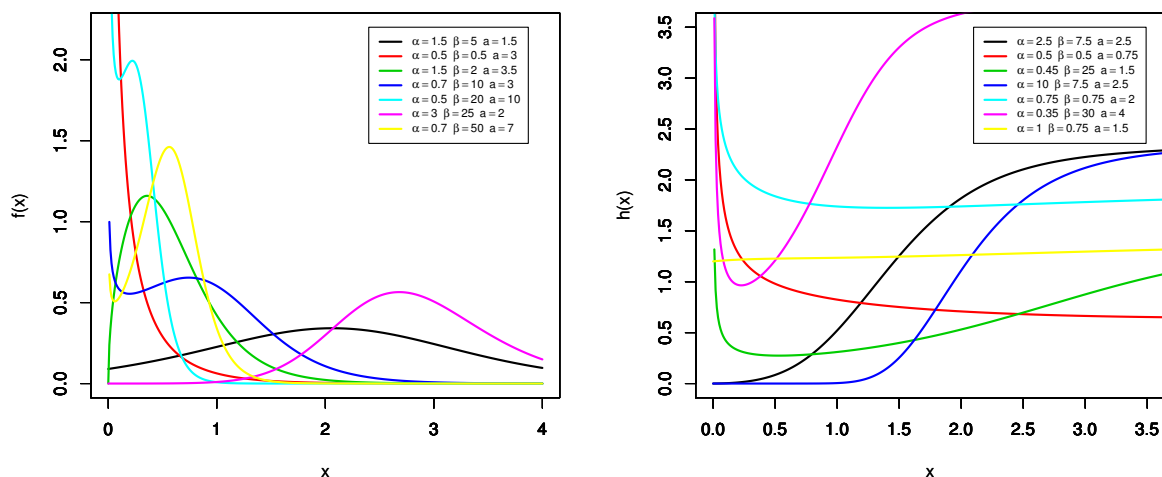 f(x)
2.0
1.5
1.0
0.5
0.0
0 1 2 3 4
x
α = 1.5 β = 5 a = 1.5
α = 0.5 β = 0.5 a = 3
α = 1.5 β = 2 a = 3.5
α = 0.7 β = 10 a = 3
α = 0.5 β = 20 a = 10
α = 3 β = 25 a = 2
α = 0.7 β = 50 a = 7
h(x)
3.5
3.0
2.5
2.0
1.5
1.0
0.5
0.0
0.0 0.5 1.0 1.5 2.0 2.5 3.0 3.5
x
α = 2.5 β = 7.5 a = 2.5
α = 0.5 β = 0.5 a = 0.75
α = 0.45 β = 25 a = 1.5
α = 10 β = 7.5 a = 2.5
α = 0.75 β = 0.75 a = 2
α = 0.35 β = 30 a = 4
α = 1 β = 0.75 a = 1.5